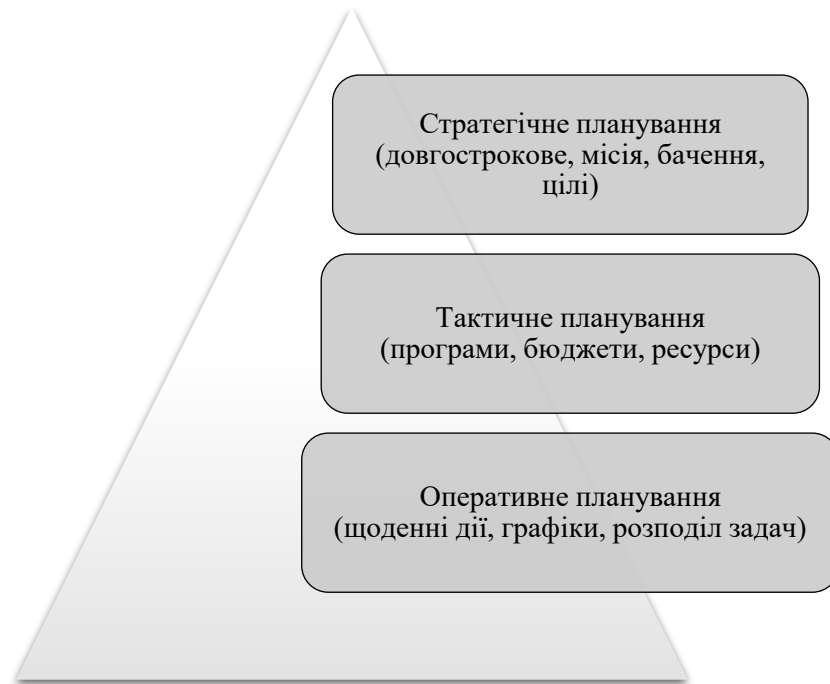 Стратегічне планування
(довгострокове, місія, бачення,
цілі)
Тактичне планування
(програми, бюджети, ресурси)
Оперативне планування
(щоденні дії, графіки, розподіл задач)